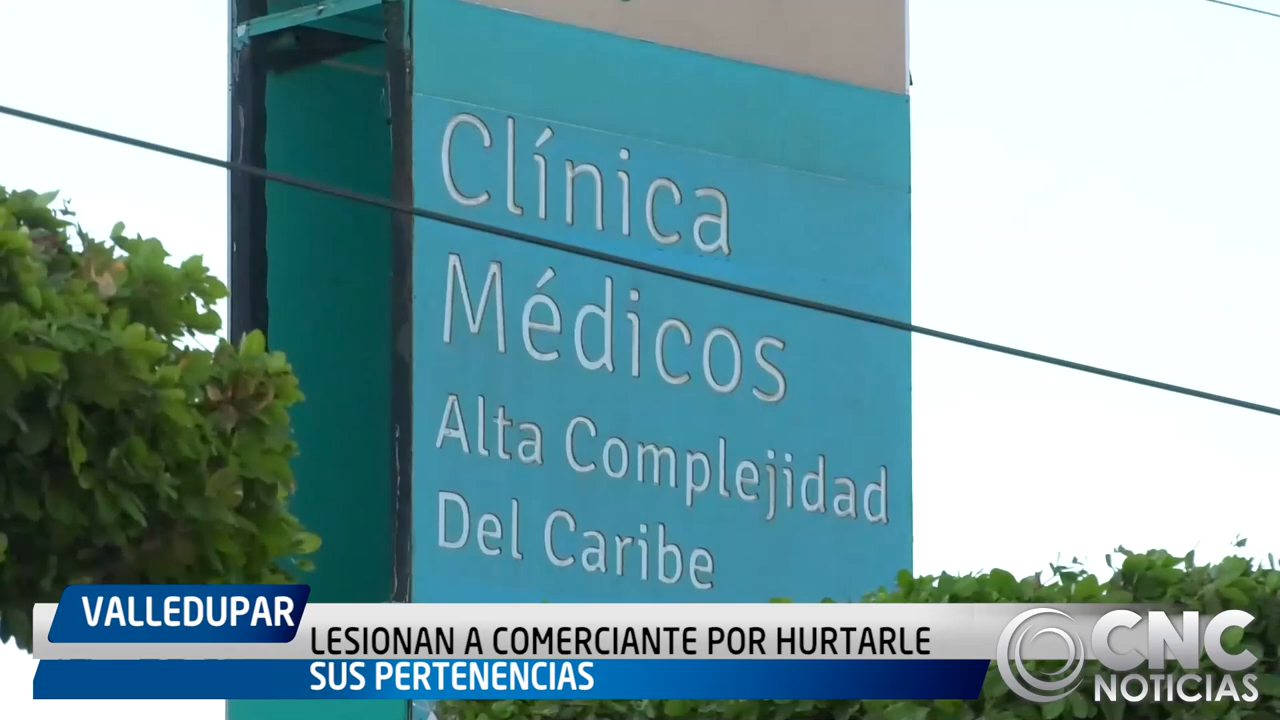 Clínica
Médicos
Alta Complejidad
Del Caribe
VALLEDUPAR
LESIONAN A COMERCIANTE POR HURTARLE
SUS PERTENENCIAS
CNC
NOTICIAS